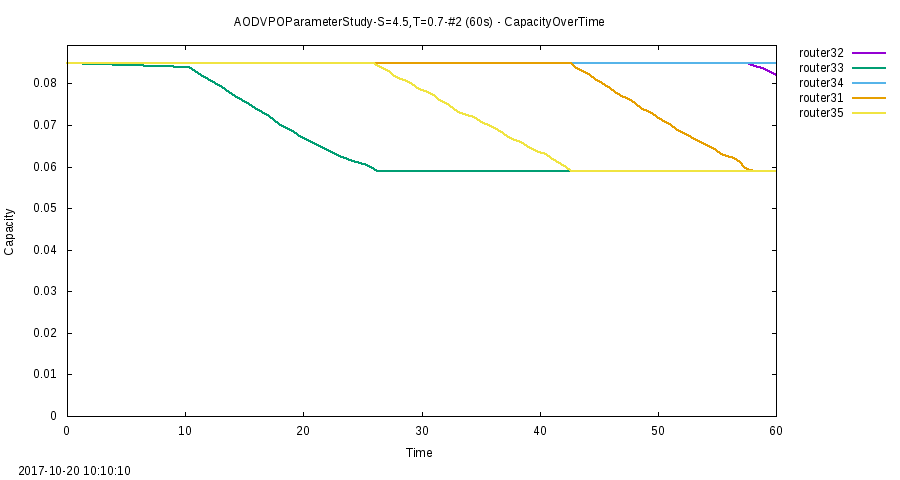 AODVPOParameterStudy-S=4.5,T=0.7-#2 (60s) - CapacityOverTime
router32
router33
router34
router31
router35
0.08
0.07
0.06
0.05
0.04
0.03
0.02
0.01
0
Capacity
0 10 20 30 40 50 60
Time
2017-10-20 10:10:10